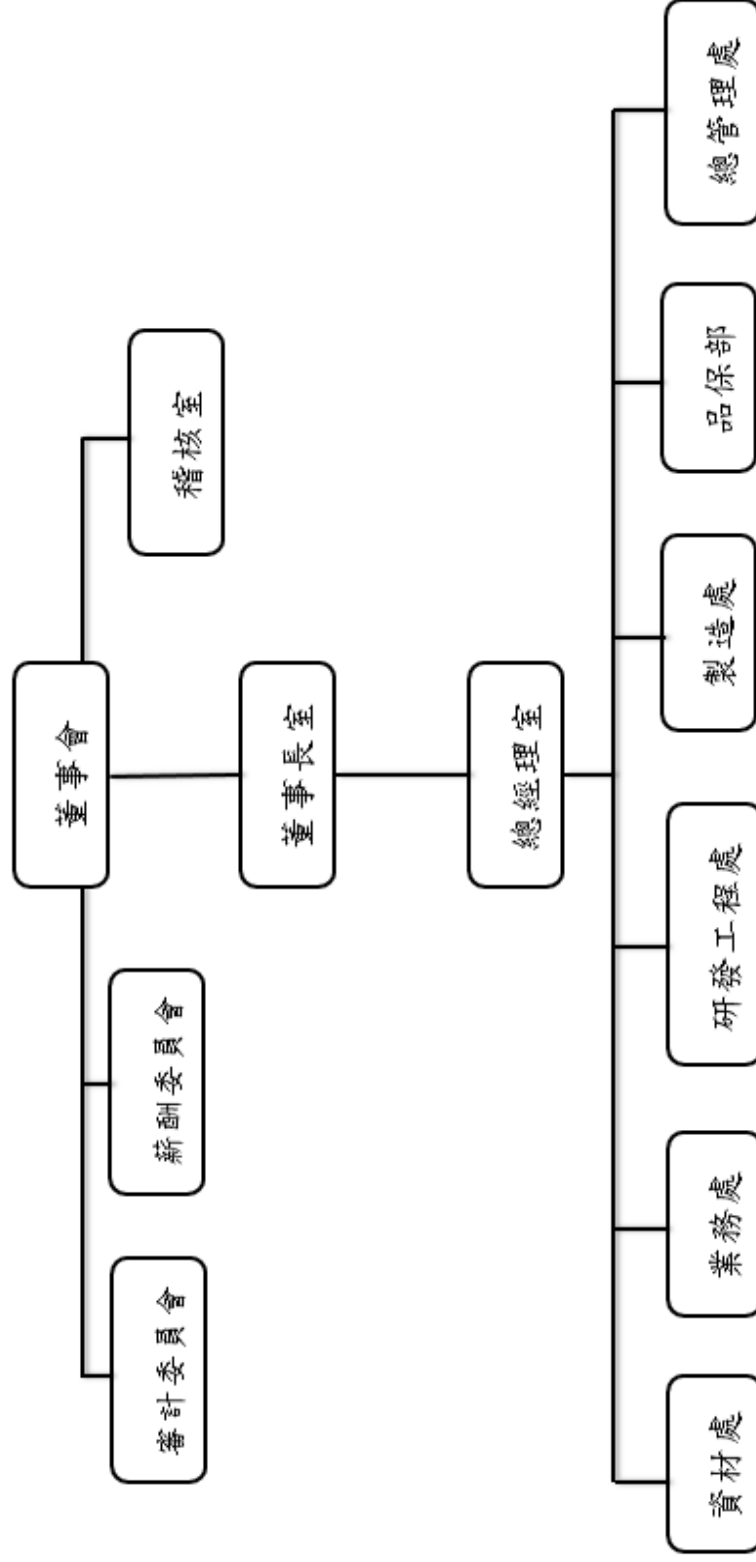 董事會
審計委員會
薪酬委員會
稽核室
董事長室
總經理室
資材處
業務處
研發工程處
製造處
品保部
總管理處